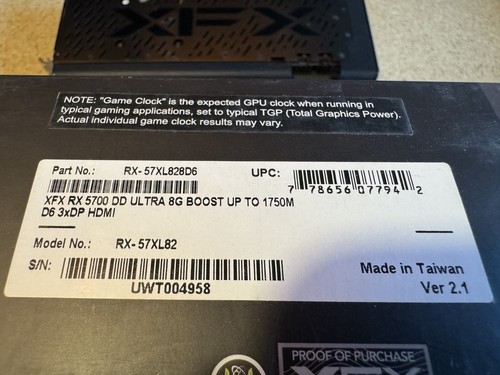 XFX
NOTE: "Game Clock" is the expected GPU clock when running in
typical gaming applications, set to typical TGP (Total Graphics Power).
Actual individual game clock results may vary.
Part No.: RX-57XL828D6
UPC:
7 78656 07794 2
XFX RX 5700 DD ULTRA 8G BOOST UP TO 1750M
D6 3xDP HDMI
Model No.: RX-57XL82
S/N:
UWT004958
Made in Taiwan
Ver 2.1
PROOF OF PURCHASE
XFX